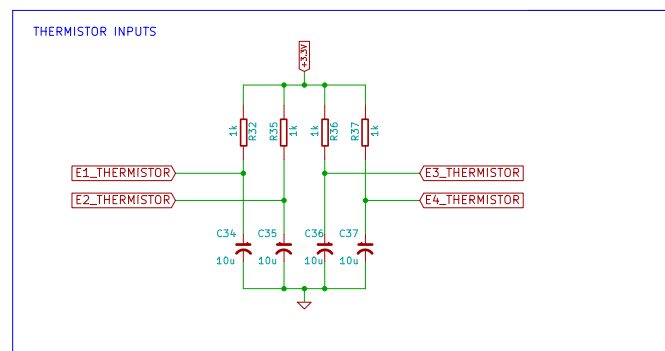 THERMISTOR INPUTS
+3.3V
1k R32 R35 1k 1k R36 R37 1k
E1_THERMISTOR E3_THERMISTOR
E2_THERMISTOR E4_THERMISTOR
C34 C35 C36 C37
10u 10u 10u 10u